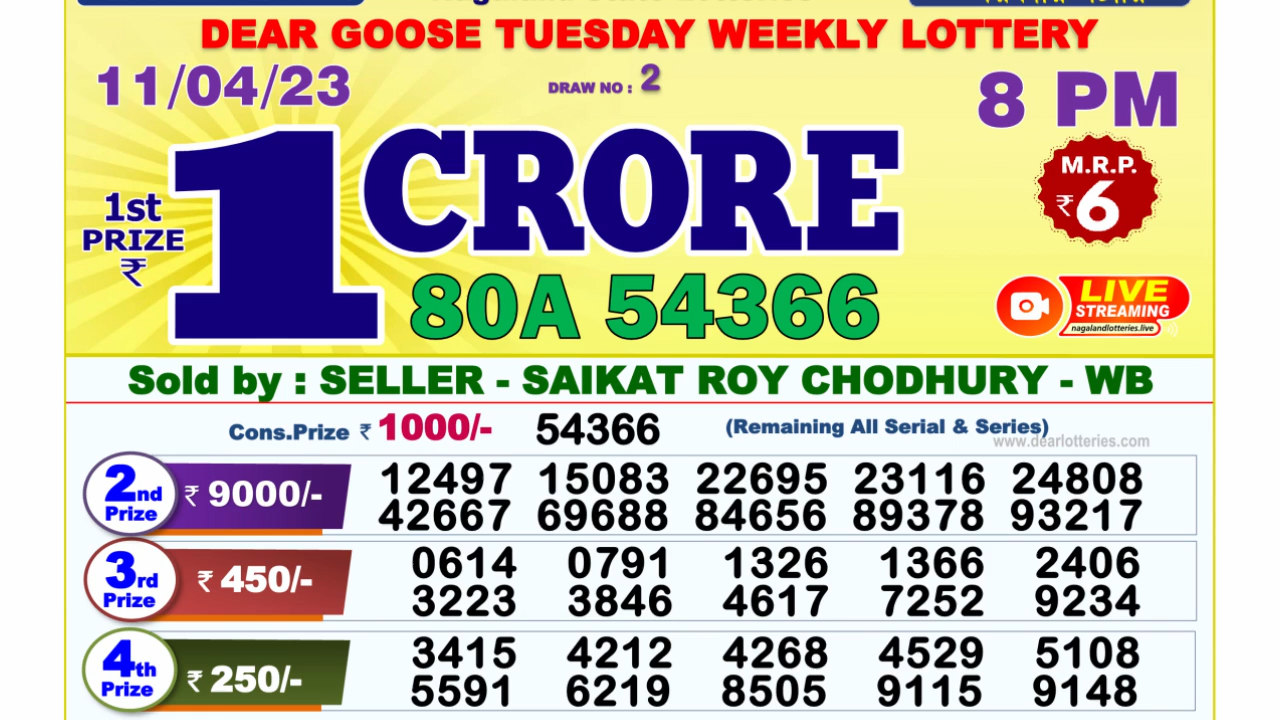 DEAR GOOSE TUESDAY WEEKLY LOTTERY
11/04/23
DRAW NO : 2
8 PM
1st
PRIZE
₹
1 CRORE
M.R.P.
₹6
80A 54366
LIVE
STREAMING
nagalandlotteries.live
Sold by : SELLER - SAIKAT ROY CHODHURY - WB
Cons.Prize ₹ 1000/- 54366 (Remaining All Serial & Series)
www.dearlotteries.com
2nd Prize ₹ 9000/-
12497 15083 22695 23116 24808
42667 69688 84656 89378 93217
3rd Prize ₹ 450/-
0614 0791 1326 1366 2406
3223 3846 4617 7252 9234
4th Prize ₹ 250/-
3415 4212 4268 4529 5108
5591 6219 8505 9115 9148